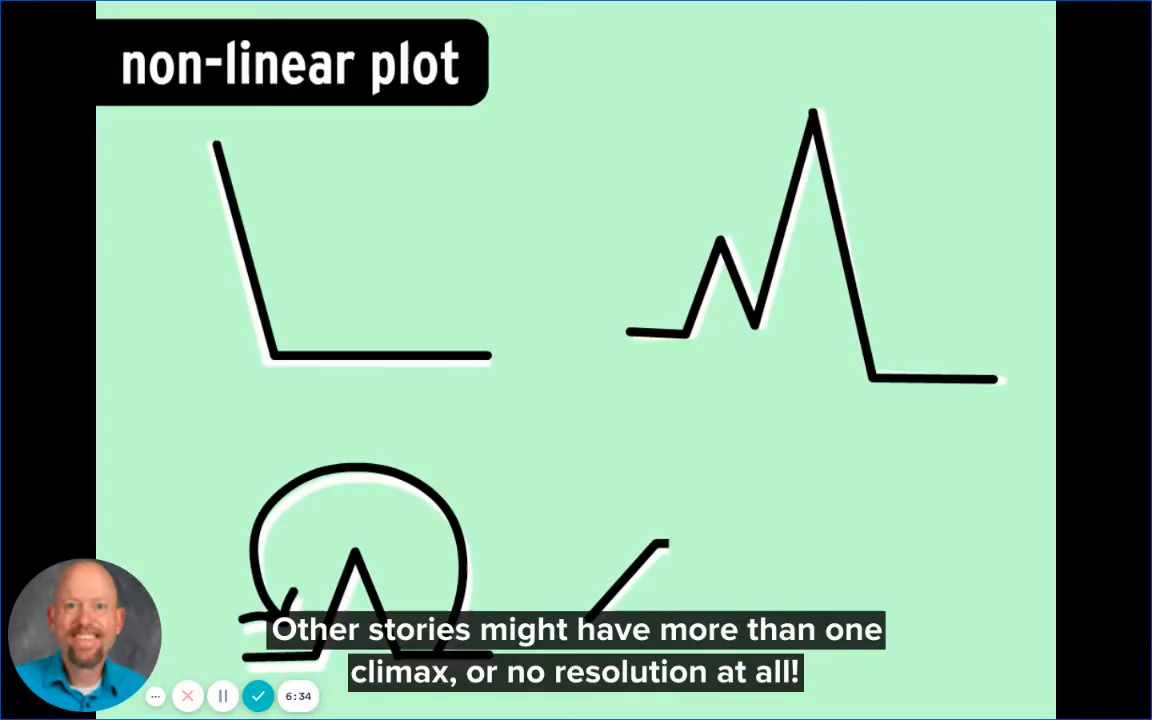 non-linear plot
Other stories might have more than one
climax, or no resolution at all!
6:34